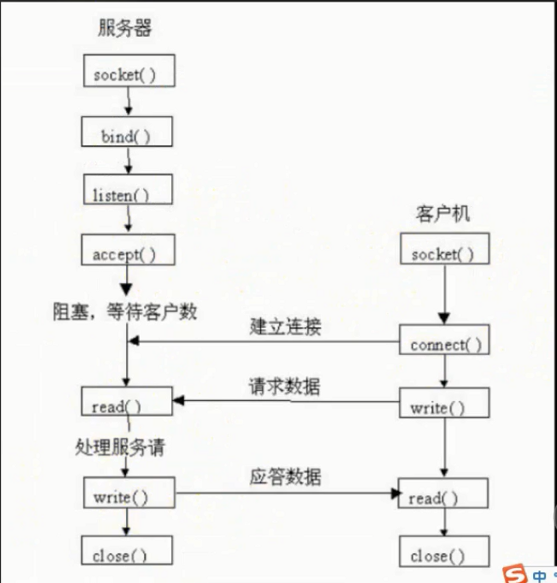 服务器
socket()
bind()
listen()
accept()
阻塞，等待客户数
read()
处理服务请
write()
close()
客户机
socket()
connect()
write()
read()
close()
建立连接
请求数据
应答数据
S中